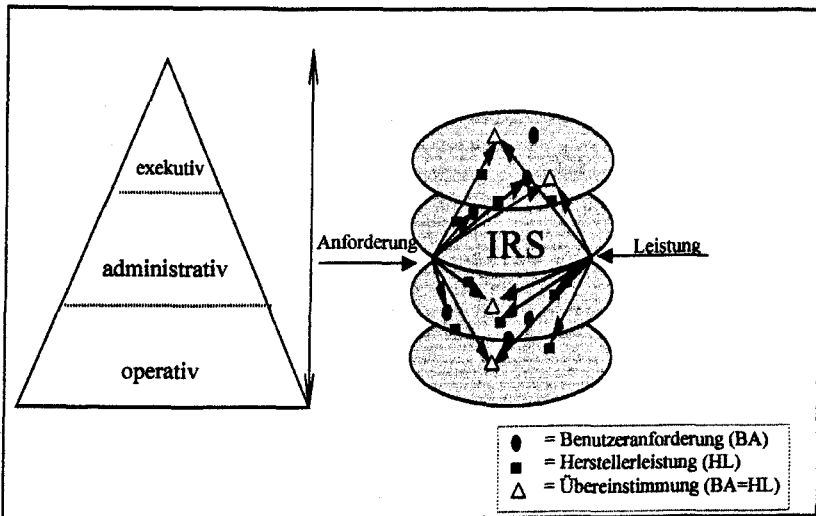 exekutiv
administrativ
operativ
Anforderung
IRS
Leistung
= Benutzeranforderung (BA)
= Herstellerleistung (HL)
= Übereinstimmung (BA=HL)